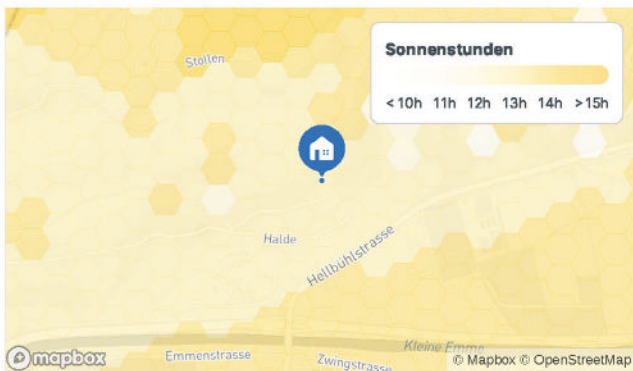 Stollen
Sonnenstunden
< 10h 11h 12h 13h 14h > 15h
Halde
Hellbühlstrasse
Kleine Emme
mapbox
Emmenstrasse
Zwingstrasse
© Mapbox © OpenStreetMap